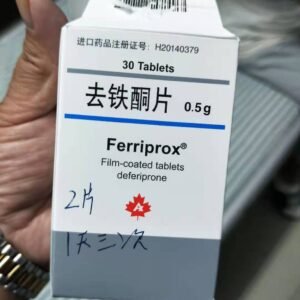 进口药品注册证号：H20140379
30 Tablets
去铁酮片 0.5g
Ferriprox®
Film-coated tablets
deferiprone
2片
1天三次